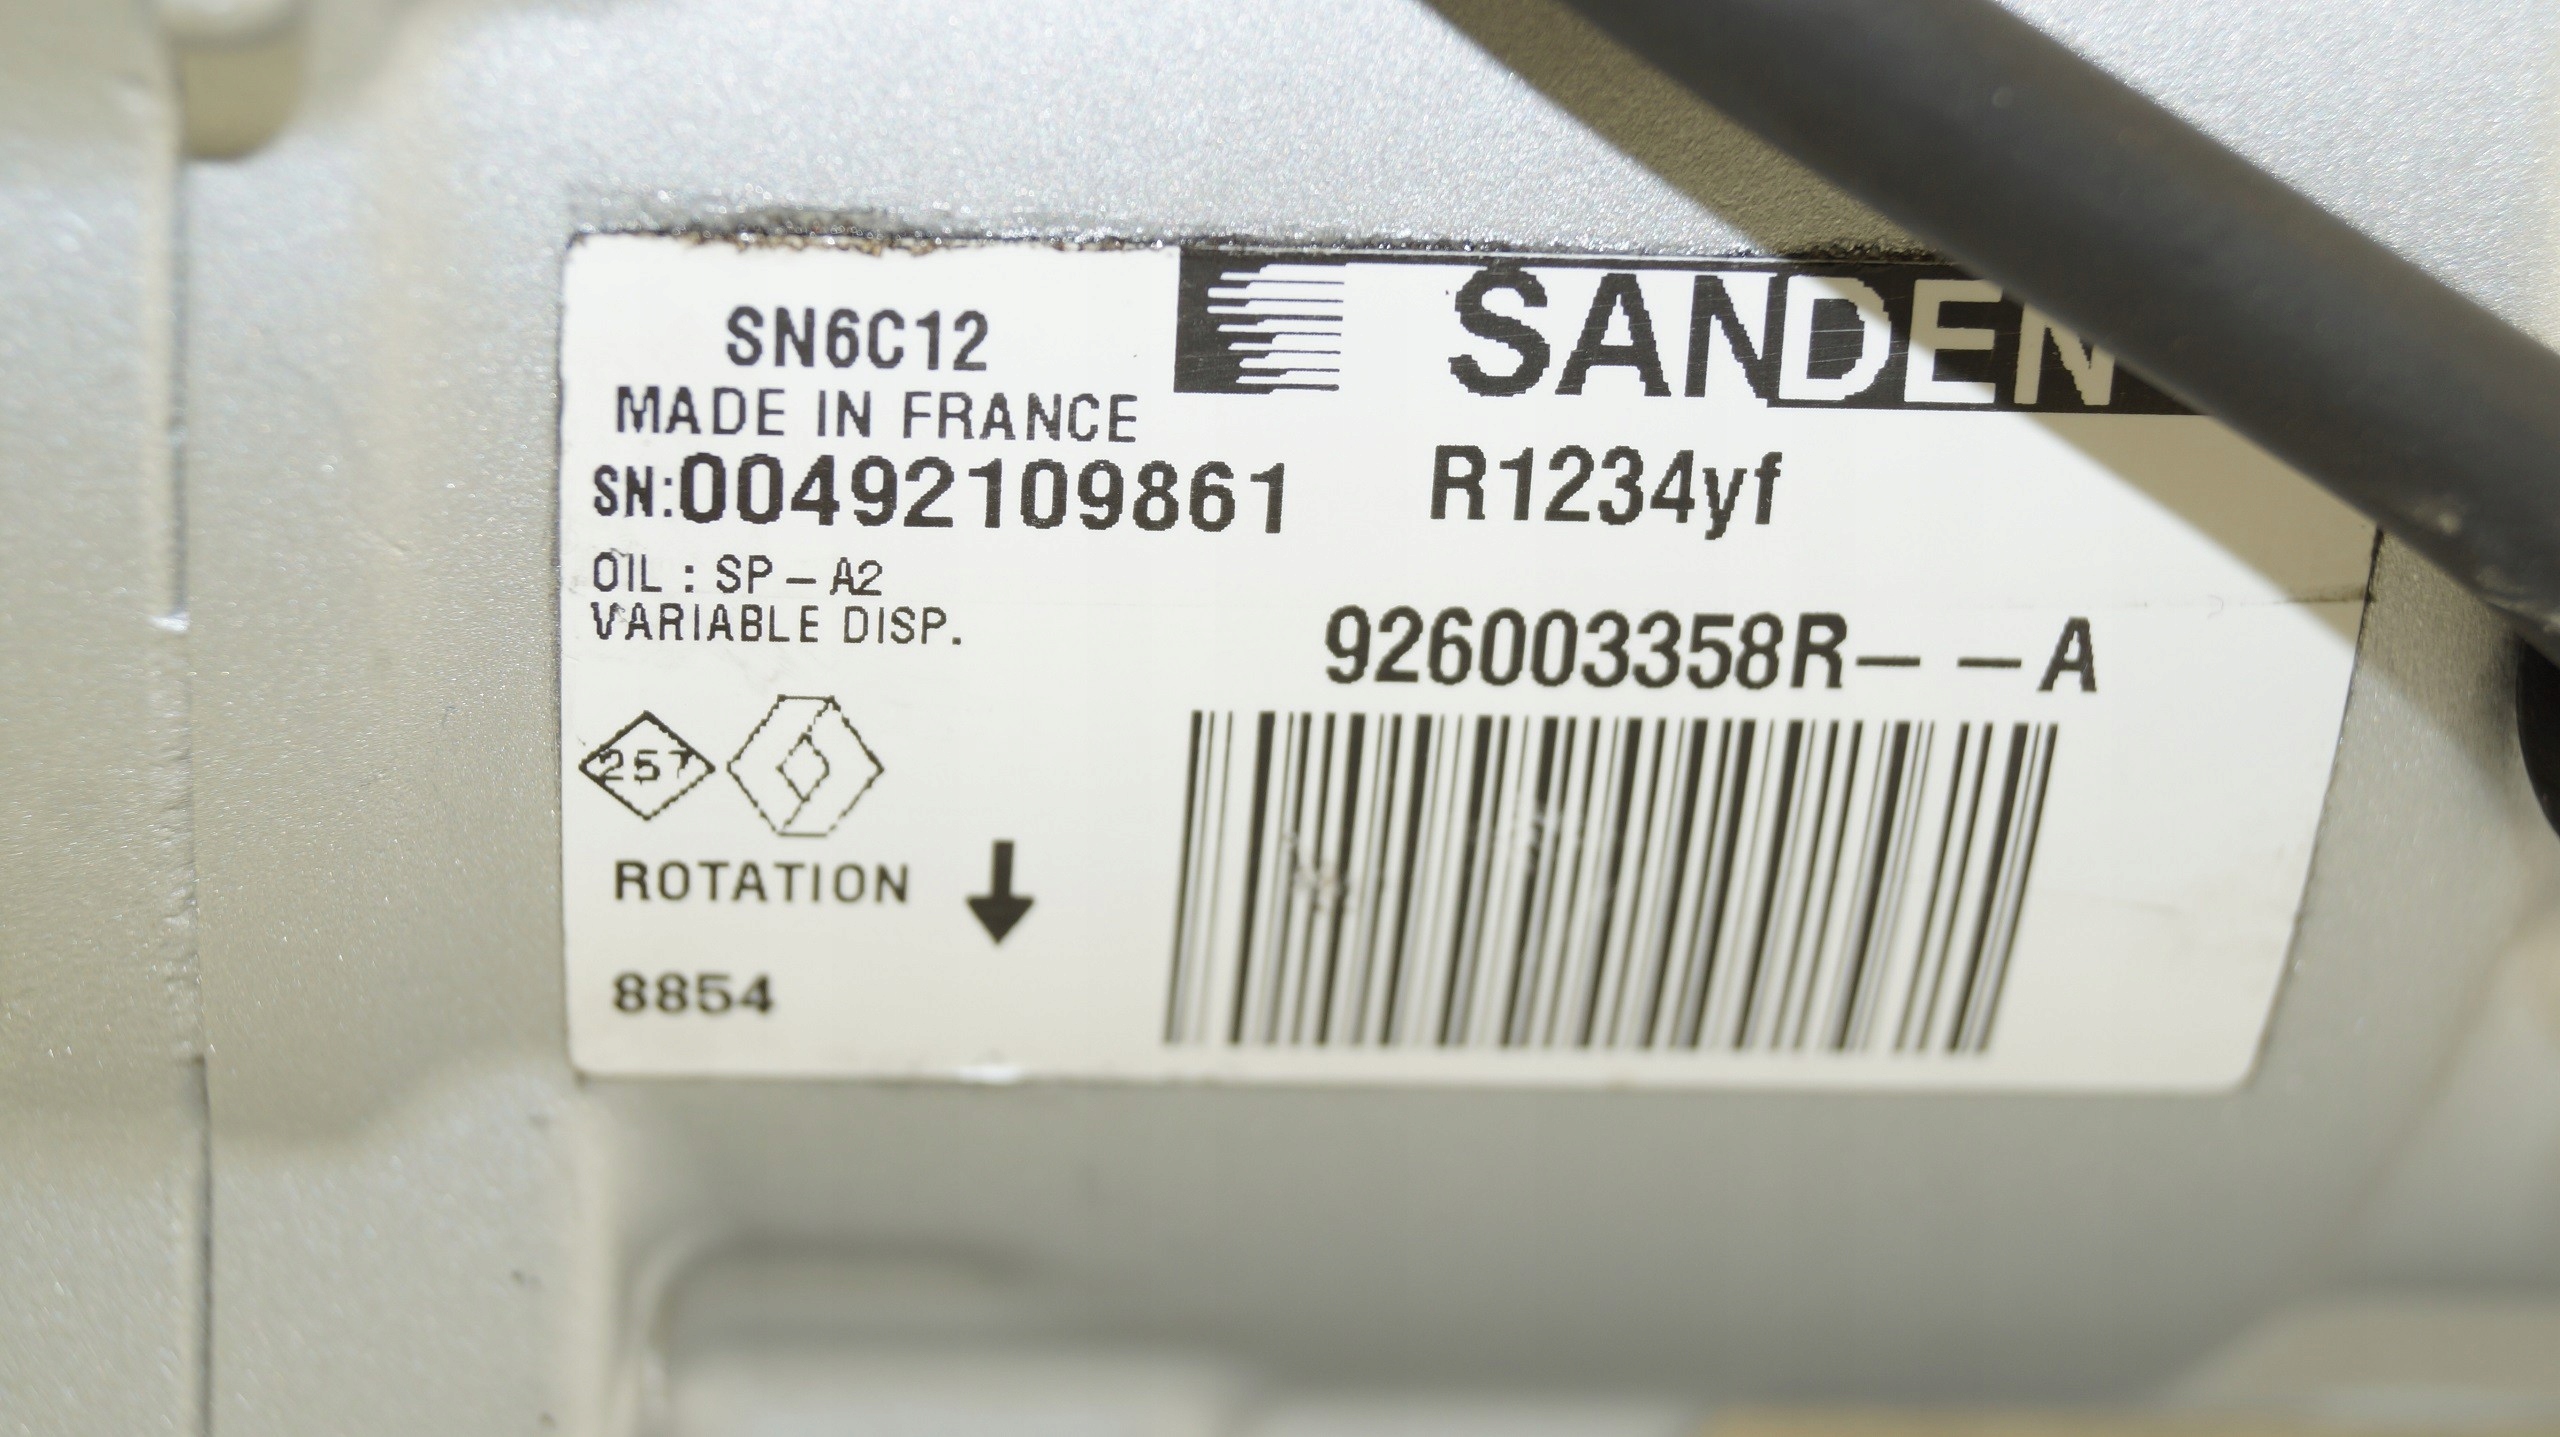 SN6C12
MADE IN FRANCE
SN:00492109861
OIL : SP-A2
VARIABLE DISP.
257
ROTATION
8854
SANDEN
R1234yf
926003358R- -A